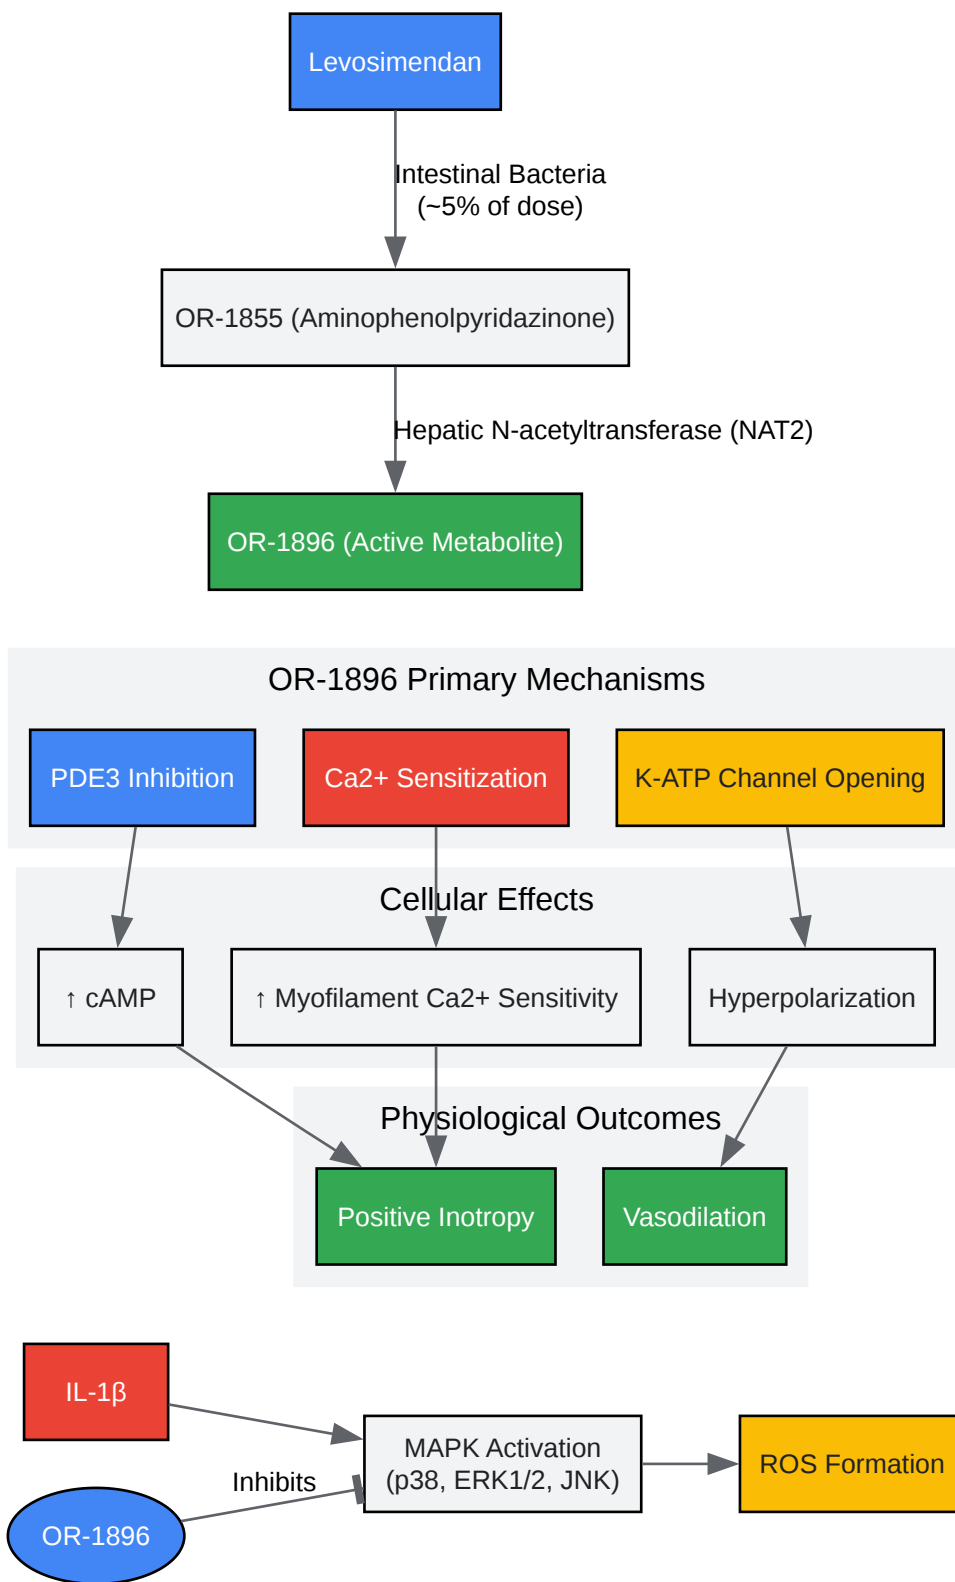 Levosimendan
Intestinal Bacteria
(~5% of dose)
OR-1855 (Aminophenolpyridazinone)
Hepatic N-acetyltransferase (NAT2)
OR-1896 (Active Metabolite)
OR-1896 Primary Mechanisms
PDE3 Inhibition
Ca2+ Sensitization
K-ATP Channel Opening
Cellular Effects
↑ cAMP
↑ Myofilament Ca2+ Sensitivity
Hyperpolarization
Physiological Outcomes
Positive Inotropy
Vasodilation
IL-1β
MAPK Activation
(p38, ERK1/2, JNK)
ROS Formation
Inhibits
OR-1896